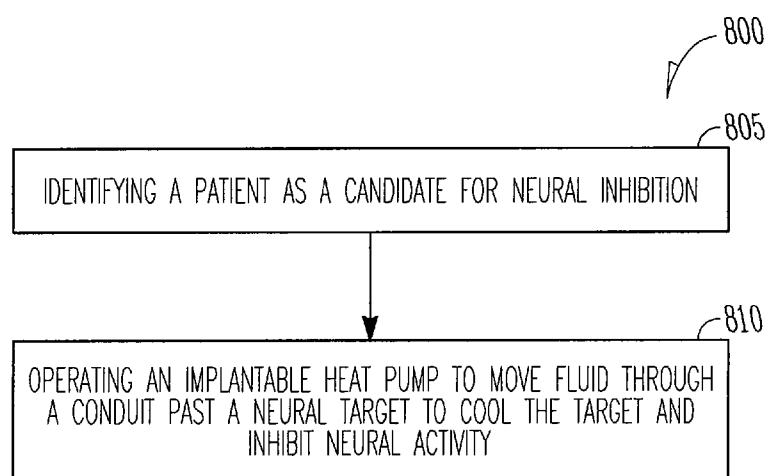 800
805
IDENTIFYING A PATIENT AS A CANDIDATE FOR NEURAL INHIBITION
810
OPERATING AN IMPLANTABLE HEAT PUMP TO MOVE FLUID THROUGH
A CONDUIT PAST A NEURAL TARGET TO COOL THE TARGET AND
INHIBIT NEURAL ACTIVITY